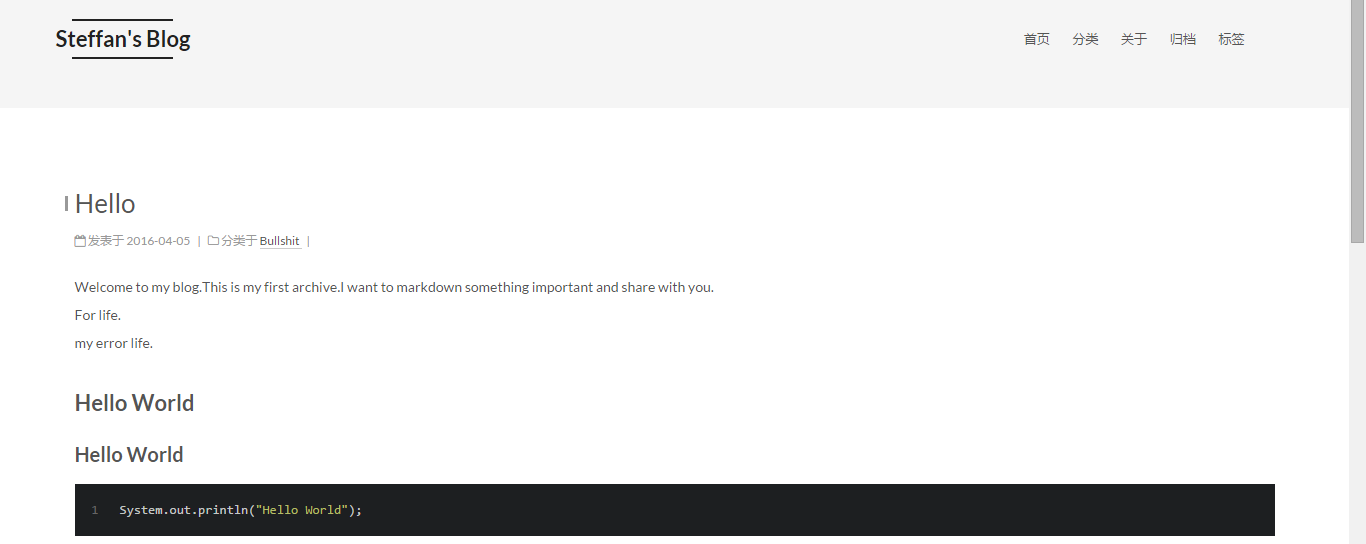 Steffan's Blog
首页 分类 关于 归档 标签
Hello
发表于 2016-04-05 | 分类于 Bullshit |
Welcome to my blog.This is my first archive.I want to markdown something important and share with you.
For life.
my error life.
Hello World
Hello World
1 System.out.println("Hello World");